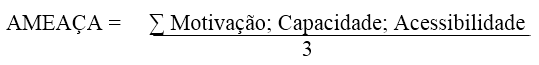 AMEAÇA = ∑ Motivação; Capacidade; Acessibilidade
3